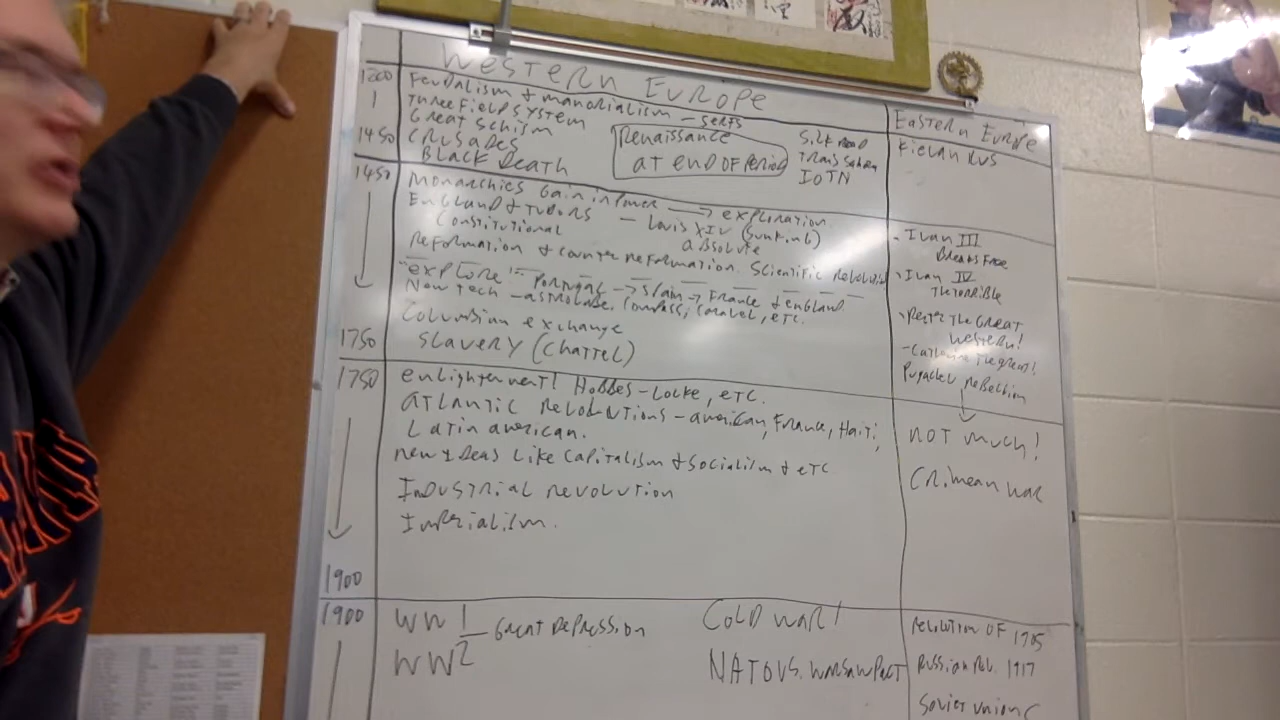 Western Europe
1200
1
1450
Feudalism & manorialism - serfs
Three Field System
Great Schism
Crusades
Black Death
Renaissance
at end of period
Silk road
Trans Sahara
IOTN
Eastern Europe
Kievan Rus
1450
1750
Monarchies Gain in Power → exploration
England & Tudors - Louis XIV (Sun King)
Constitutional absolute
Reformation & counter reformation. Scientific Revolution
"explore" - Portugal → Spain → France & England
New Tech - astrolabe, compass, caravel, etc.
Columbian exchange
Slavery (Chattel)
- Ivan III
Breaks Free
- Ivan IV
Terrible
- Peter The Great
Western!
- Catherine The great!
Rebellion
1750
1900
enlightenment! Hobbes - Locke, etc.
Atlantic Revolutions - american, France, Haiti,
Latin american.
new Ideas Like Capitalism & Socialism & etc
Industrial revolution
Imperialism.
NOT much!
Crimean War
1900
WW1
- Great Depression
WW2
Cold War!
NATO vs. Warsaw Pact
Revolution of 1905
Russian Rev. 1917
Soviet Union